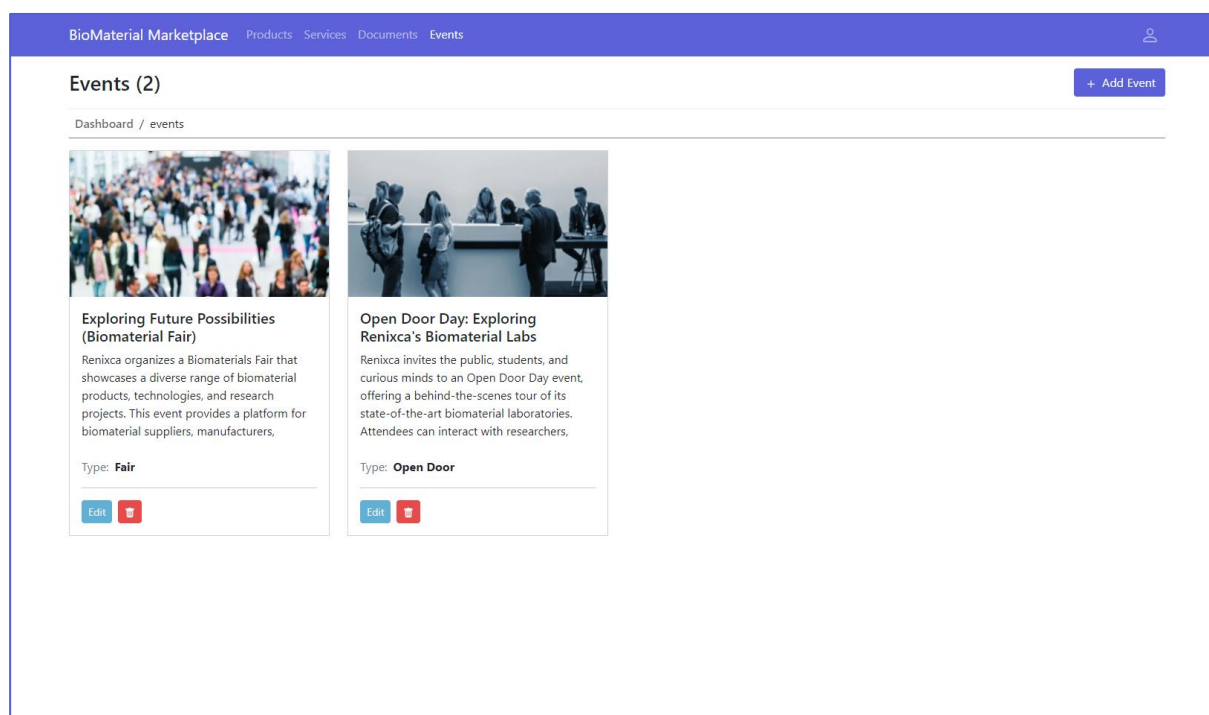 BioMaterial Marketplace Products Services Documents Events
Events (2)
+ Add Event
Dashboard / events
Exploring Future Possibilities
(Biomaterial Fair)
Renixca organizes a Biomaterials Fair that
showcases a diverse range of biomaterial
products, technologies, and research
projects. This event provides a platform for
biomaterial suppliers, manufacturers,
Type: Fair
Edit
Open Door Day: Exploring
Renixca's Biomaterial Labs
Renixca invites the public, students, and
curious minds to an Open Door Day event,
offering a behind-the-scenes tour of its
state-of-the-art biomaterial laboratories.
Attendees can interact with researchers,
Type: Open Door
Edit